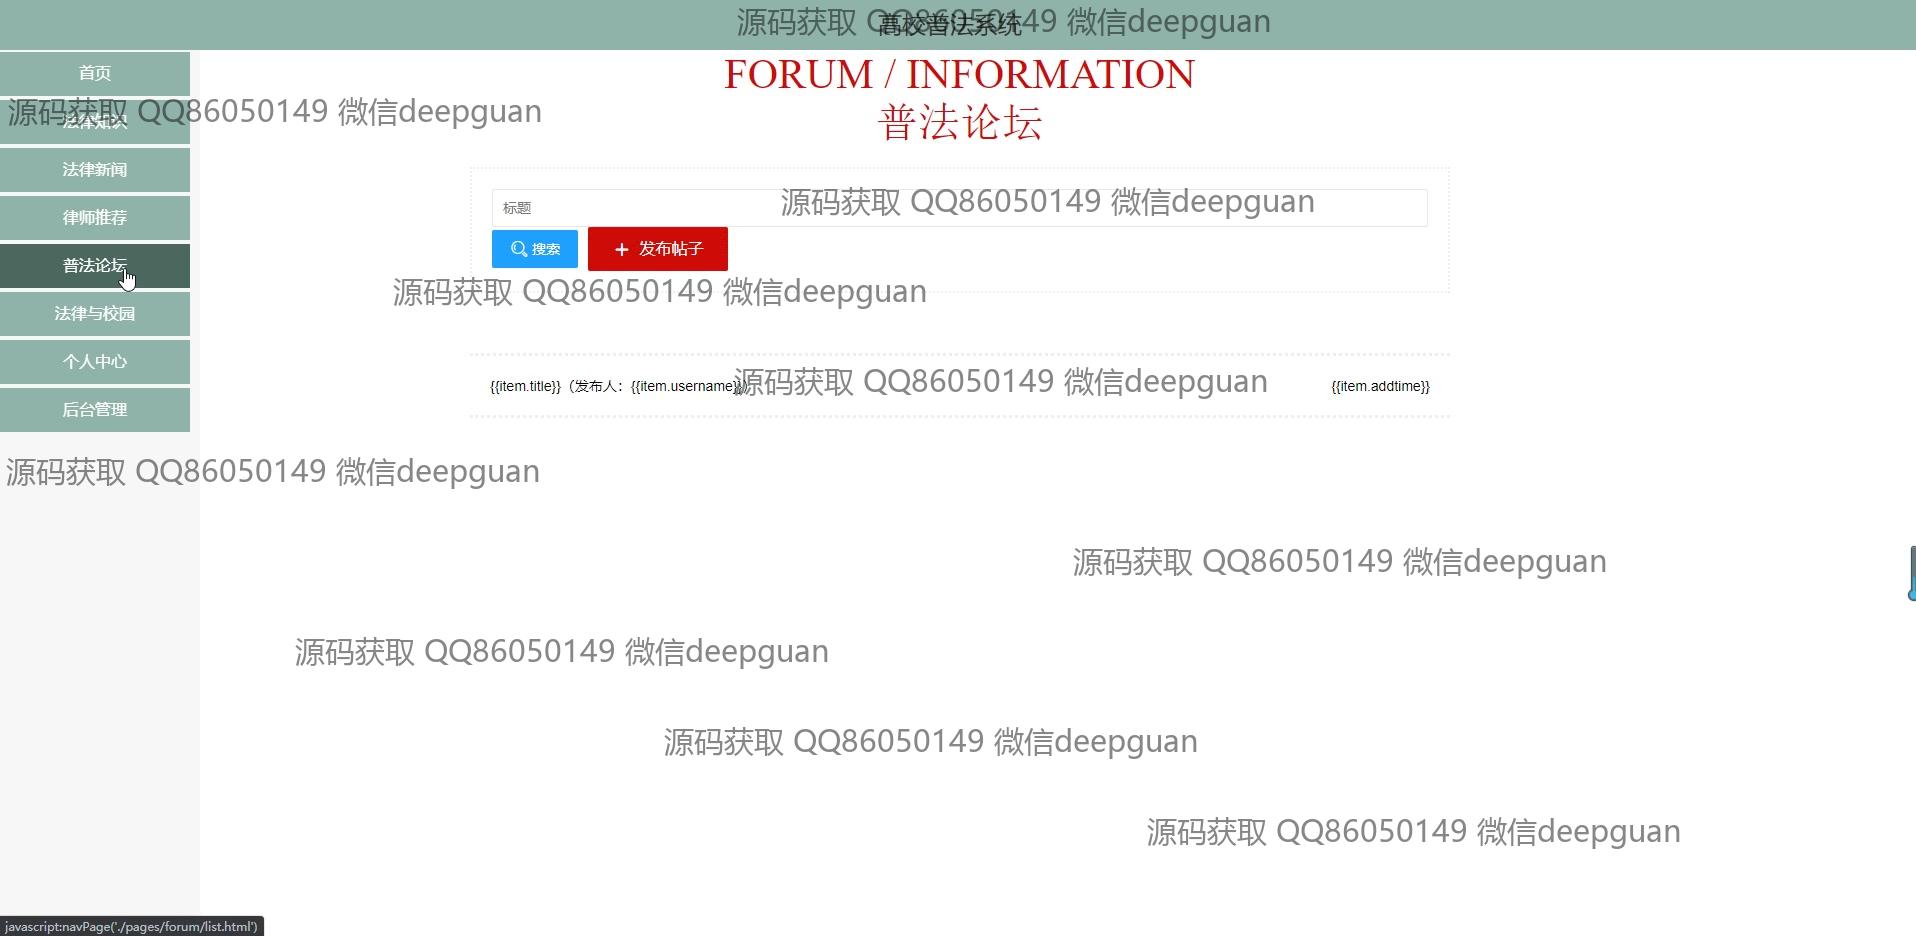 源码获取 QQ86050149 微信deepguan
高校普法系统
首页
源码获取 QQ86050149 微信deepguan
法律知识
法律新闻
律师推荐
普法论坛
法律与校园
个人中心
后台管理
FORUM / INFORMATION
普法论坛
标题
源码获取 QQ86050149 微信deepguan
搜索
+ 发布帖子
源码获取 QQ86050149 微信deepguan
{{item.title}}（发布人：{{item.username}}）
源码获取 QQ86050149 微信deepguan
{{item.addtime}}
源码获取 QQ86050149 微信deepguan
源码获取 QQ86050149 微信deepguan
源码获取 QQ86050149 微信deepguan
源码获取 QQ86050149 微信deepguan
源码获取 QQ86050149 微信deepguan
javascript:navPage('./pages/forum/list.html')